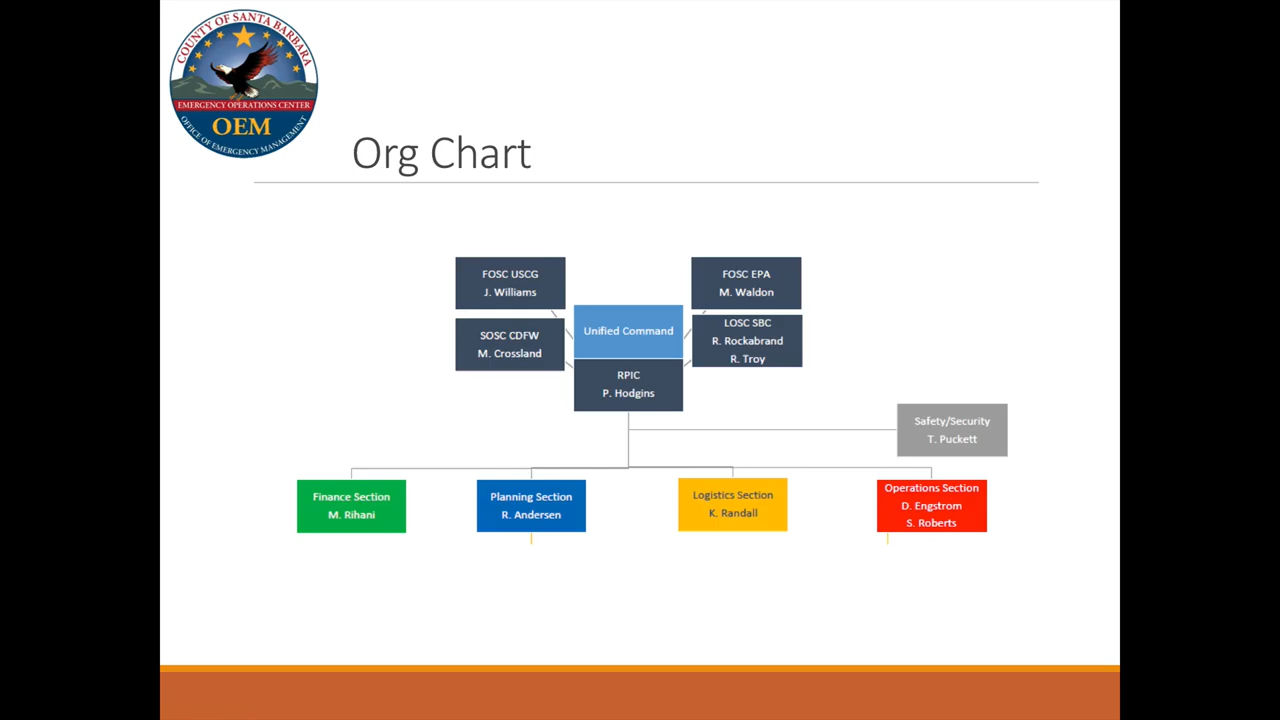 COUNTY OF SANTA BARBARA
EMERGENCY OPERATIONS CENTER
OEM
OFFICE OF EMERGENCY MANAGEMENT
Org Chart
FOSC USCG
J. Williams
FOSC EPA
M. Waldon
Unified Command
SOSC CDFW
M. Crossland
LOSC SBC
R. Rockabrand
R. Troy
RPIC
P. Hodgins
Safety/Security
T. Puckett
Finance Section
M. Rihani
Planning Section
R. Andersen
Logistics Section
K. Randall
Operations Section
D. Engstrom
S. Roberts